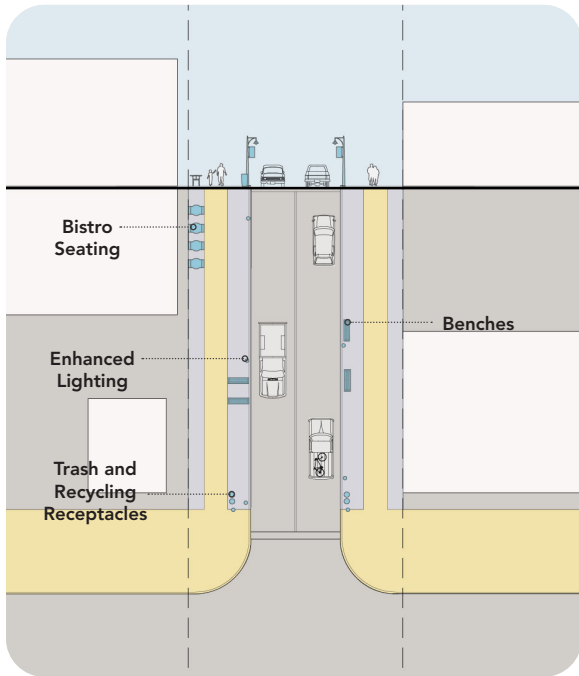 Bistro
Seating
Benches
Enhanced
Lighting
Trash and
Recycling
Receptacles